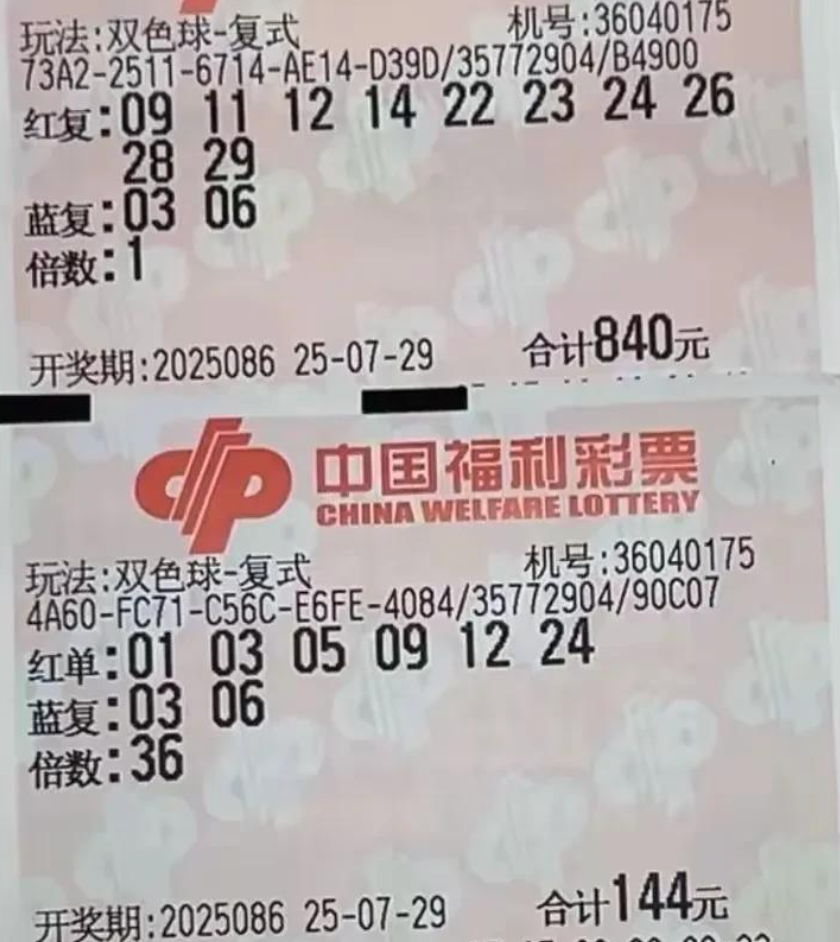 玩法:双色球-复式 机号:36040175
73A2-2511-6714-AE14-D39D/35772904/B4900
红复:09 11 12 14 22 23 24 26
28 29
蓝复:03 06
倍数:1
开奖期:2025086 25-07-29 合计840元
中国福利彩票
CHINA WELFARE LOTTERY
玩法:双色球-复式 机号:36040175
4A60-FC71-C56C-E6FE-4084/35772904/90C07
红单:01 03 05 09 12 24
蓝复:03 06
倍数:36
开奖期:2025086 25-07-29 合计144元